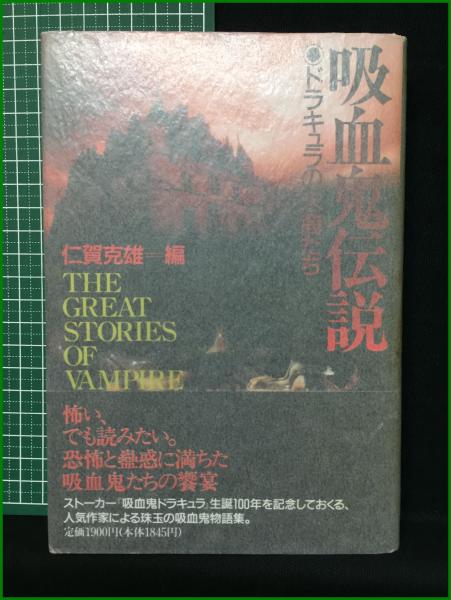 吸血鬼伝説
ドラキュラの末裔たち
仁賀克雄=編
THE
GREAT
STORIES
OF
VAMPIRE
怖い、
でも読みたい。
恐怖と蠱惑に満ちた
吸血鬼たちの饗宴
ストーカー『吸血鬼ドラキュラ』生誕100年を記念しておくる、
人気作家による珠玉の吸血鬼物語集。
定価1900円(本体1845円)